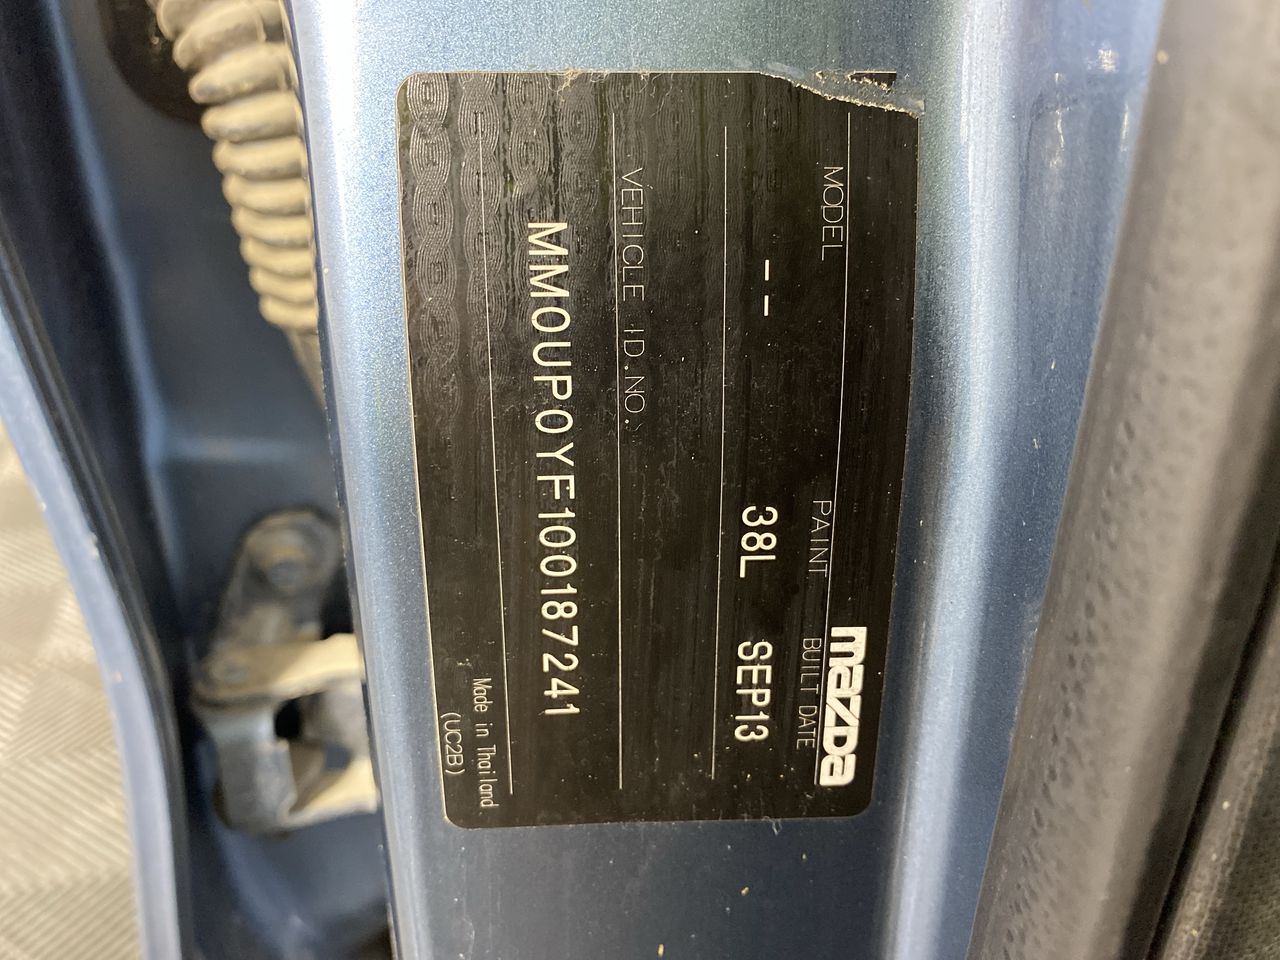 mazda
MODEL PAINT BUILT DATE
-- 38L SEP13
VEHICLE ID.NO.
MM0UP0YF100187241
Made in Thailand
(UC2B)